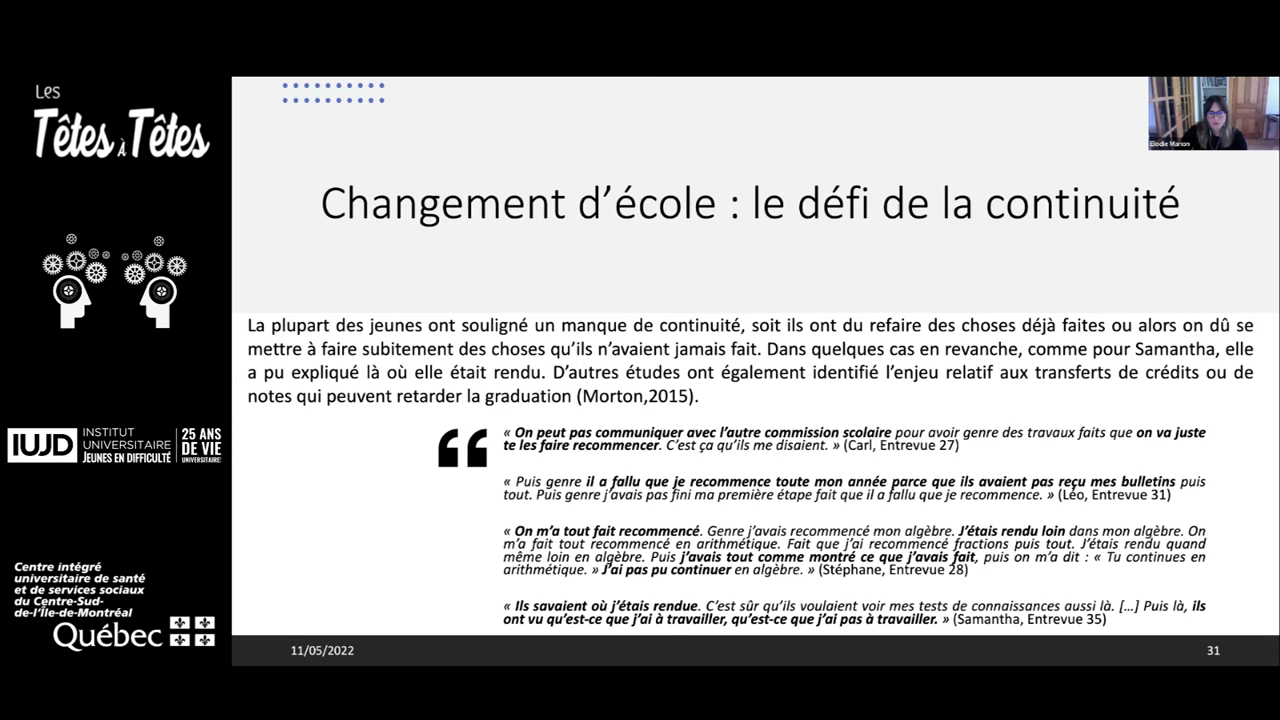 Les
Têtes à Têtes
IUJD
INSTITUT
UNIVERSITAIRE
JEUNES EN DIFFICULTÉ
25 ANS
DE VIE
UNIVERSITAIRE!
Centre intégré
universitaire de santé
et de services sociaux
du Centre-Sud-
de-l'Île-de-Montréal
Québec
Elodie Marion
Changement d’école : le défi de la continuité
La plupart des jeunes ont souligné un manque de continuité, soit ils ont du refaire des choses déjà faites ou alors on dû se
mettre à faire subitement des choses qu’ils n’avaient jamais fait. Dans quelques cas en revanche, comme pour Samantha, elle
a pu expliqué là où elle était rendu. D’autres études ont également identifié l’enjeu relatif aux transferts de crédits ou de
notes qui peuvent retarder la graduation (Morton,2015).
« On peut pas communiquer avec l’autre commission scolaire pour avoir genre des travaux faits que on va juste
te les faire recommencer. C’est ça qu’ils me disaient. » (Carl, Entrevue 27)
« Puis genre il a fallu que je recommence toute mon année parce que ils avaient pas reçu mes bulletins puis
tout. Puis genre j’avais pas fini ma première étape fait que il a fallu que je recommence. » (Léo, Entrevue 31)
« On m’a tout fait recommencé. Genre j’avais recommencé mon algèbre. J’étais rendu loin dans mon algèbre. On
m’a fait tout recommencé en arithmétique. Fait que j’ai recommencé fractions puis tout. J’étais rendu quand
même loin en algèbre. Puis j’avais tout comme montré ce que j’avais fait, puis on m’a dit : « Tu continues en
arithmétique. » J’ai pas pu continuer en algèbre. » (Stéphane, Entrevue 28)
« Ils savaient où j’étais rendue. C’est sûr qu’ils voulaient voir mes tests de connaissances aussi là. […] Puis là, ils
ont vu qu’est-ce que j’ai à travailler, qu’est-ce que j’ai pas à travailler. » (Samantha, Entrevue 35)
11/05/2022
31